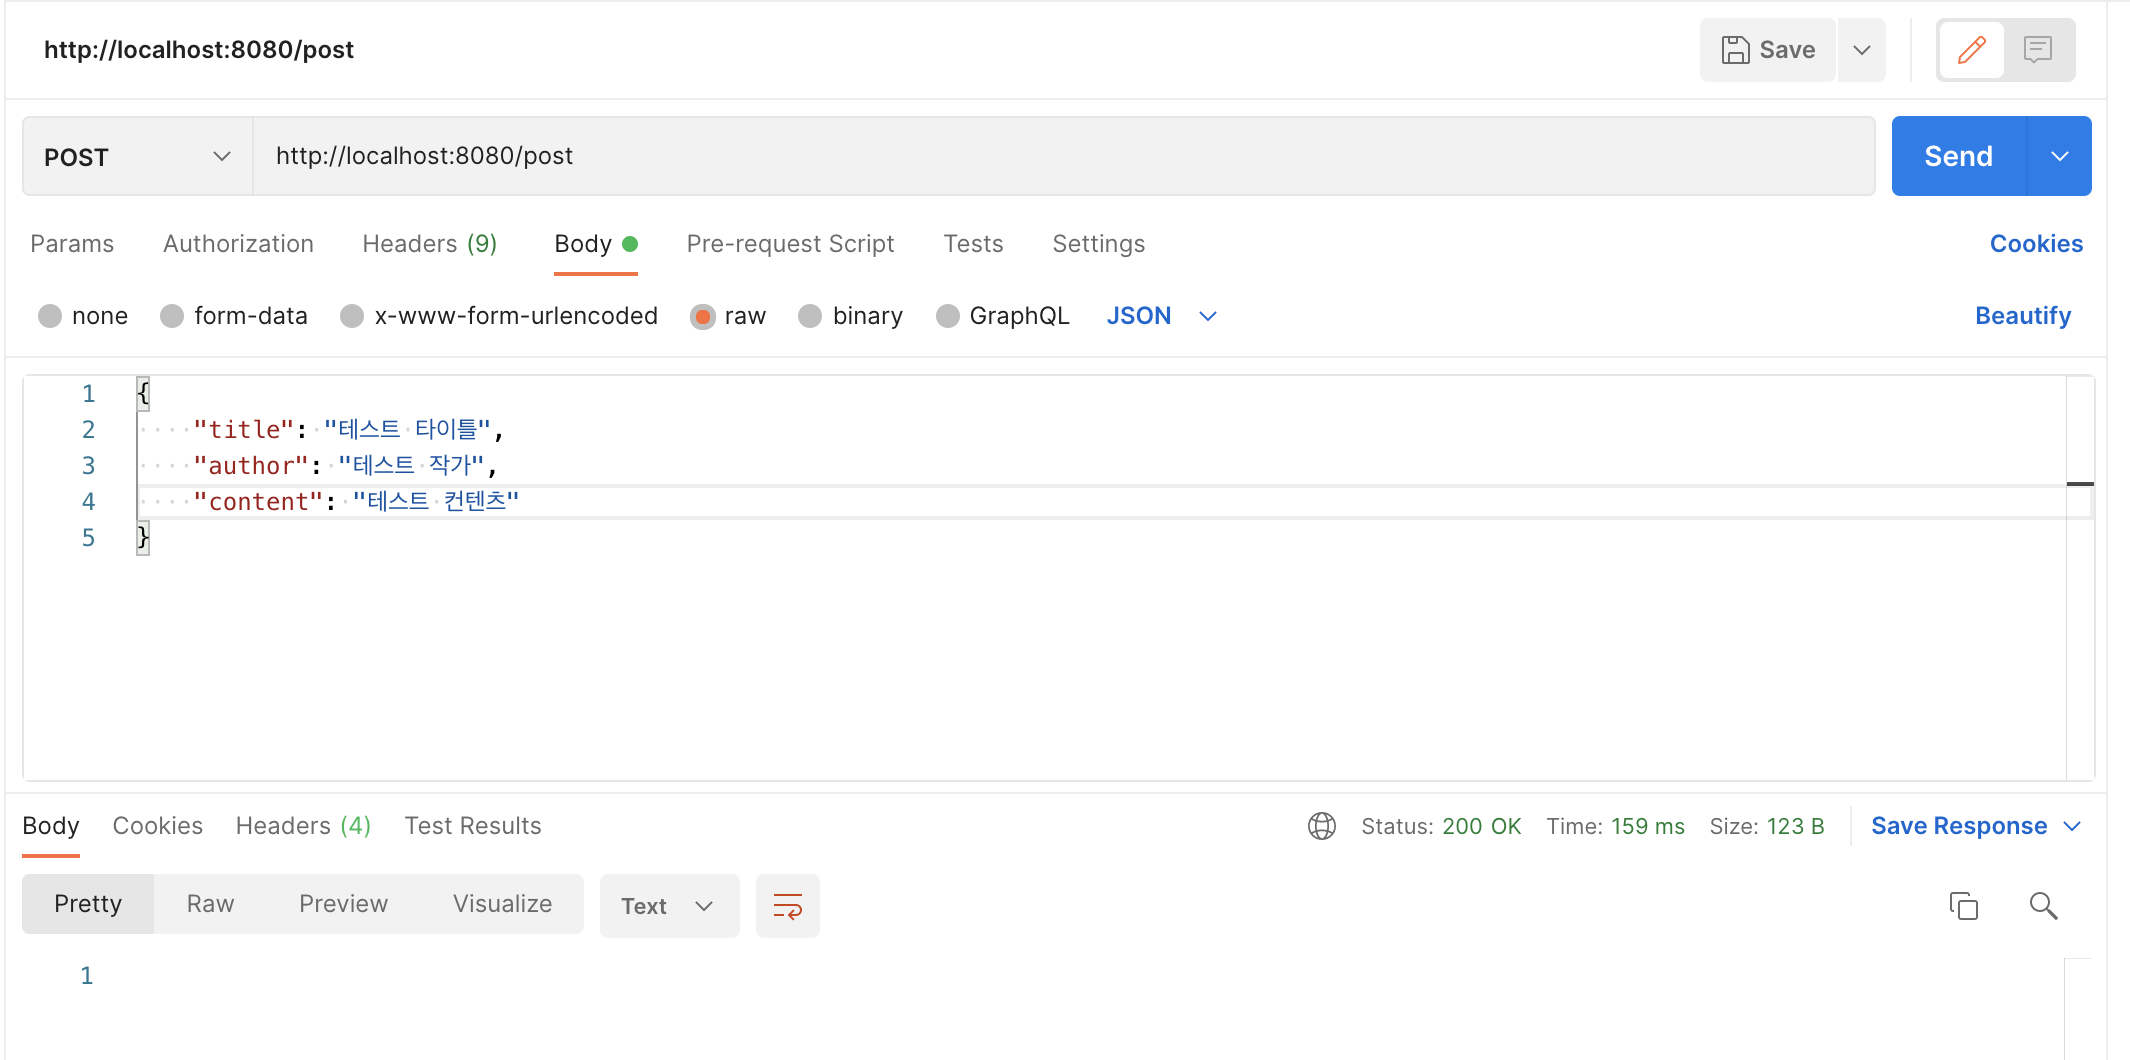 http://localhost:8080/post
Save
POST
http://localhost:8080/post
Send
Params Authorization Headers (9) Body Pre-request Script Tests Settings Cookies
none form-data x-www-form-urlencoded raw binary GraphQL JSON Beautify
1 {
2 "title": "테스트 타이틀",
3 "author": "테스트 작가",
4 "content": "테스트 컨텐츠"
5 }
Body Cookies Headers (4) Test Results Status: 200 OK Time: 159 ms Size: 123 B Save Response
Pretty Raw Preview Visualize Text
1